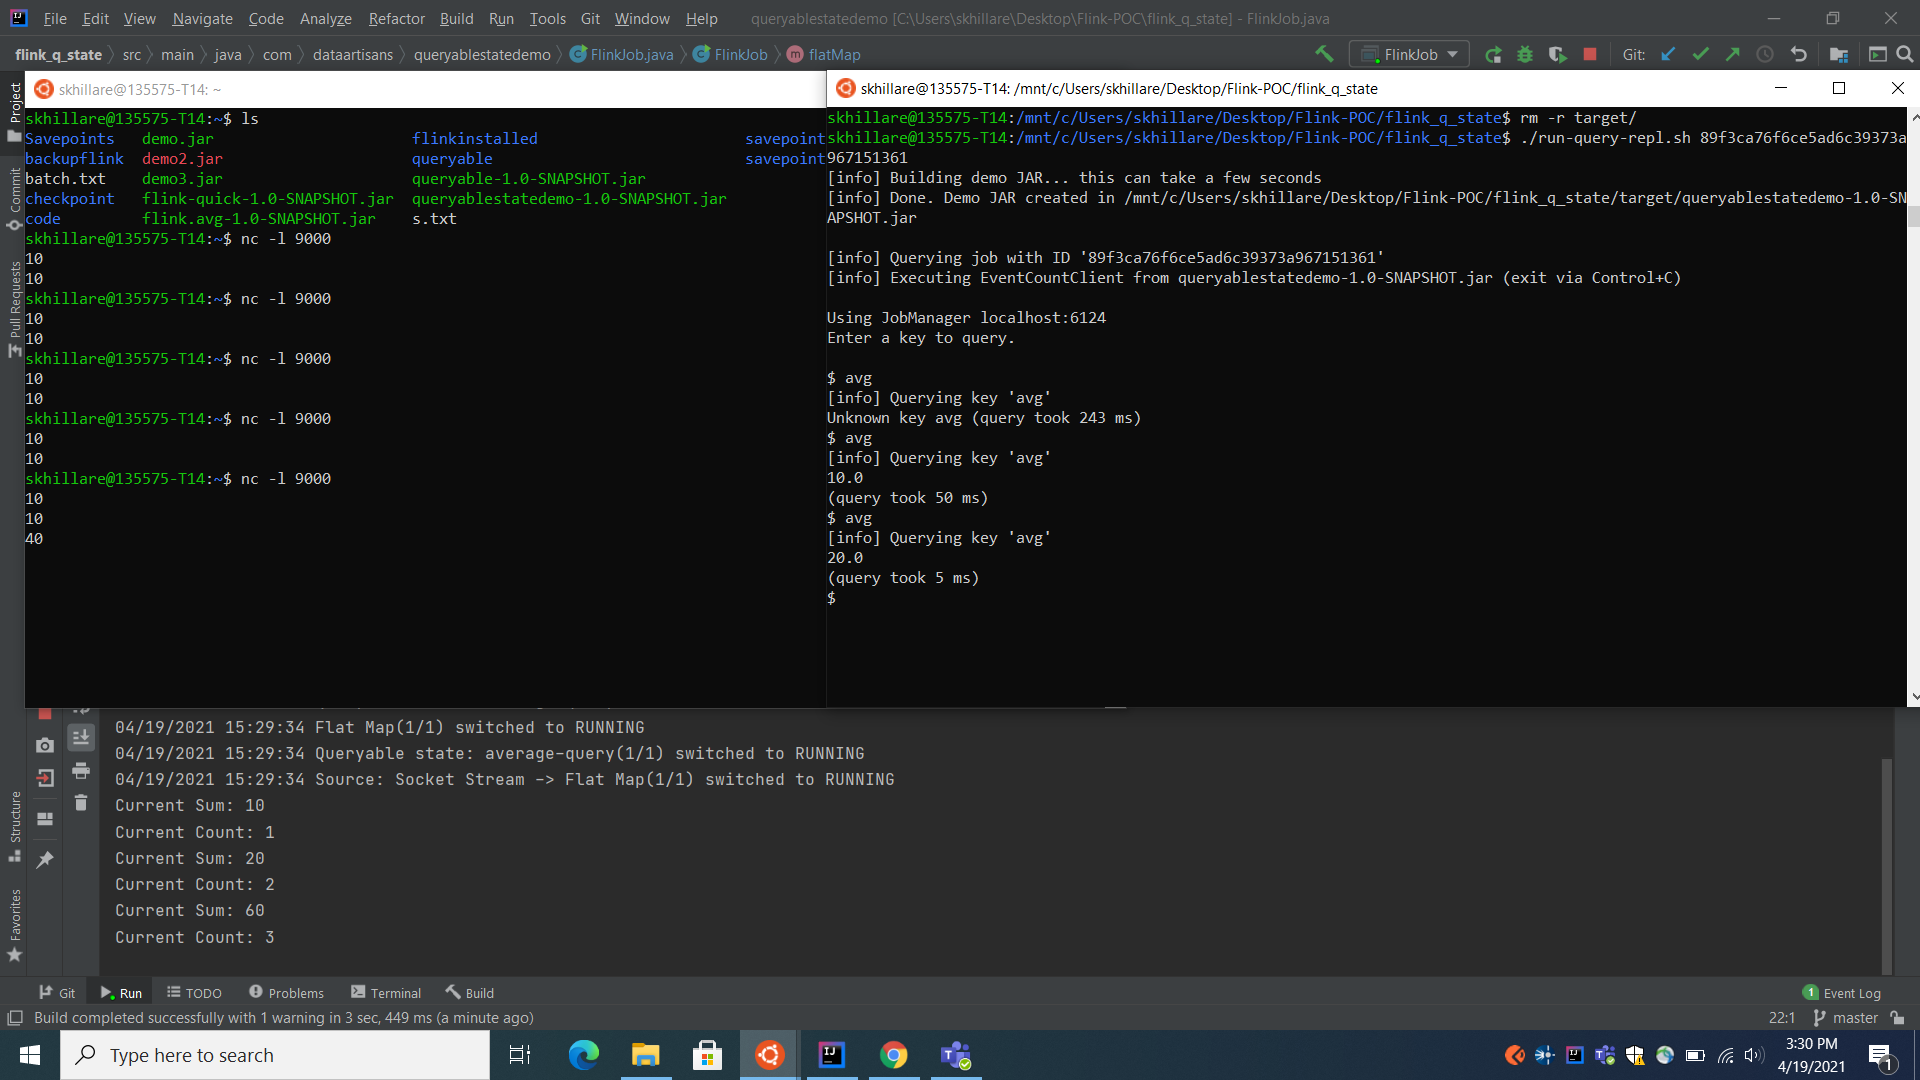 File Edit View Navigate Code Analyze Refactor Build Run Tools Git Window Help queryablestatedemo [C:\Users\skhillare\Desktop\Flink-POC\flink_q_state] - FlinkJob.java
flink_q_state src main java com dataartisans queryablestatedemo FlinkJob.java FlinkJob flatMap FlinkJob Git:
Project
Commit
Pull Requests
Structure
Favorites
skhillare@135575-T14: ~
skhillare@135575-T14:~$ ls
Savepoints demo.jar flinkinstalled savepoint
backupflink demo2.jar queryable savepoint
batch.txt demo3.jar queryable-1.0-SNAPSHOT.jar
checkpoint flink-quick-1.0-SNAPSHOT.jar queryablestatedemo-1.0-SNAPSHOT.jar
code flink.avg-1.0-SNAPSHOT.jar s.txt
skhillare@135575-T14:~$ nc -l 9000
10
10
skhillare@135575-T14:~$ nc -l 9000
10
10
skhillare@135575-T14:~$ nc -l 9000
10
10
skhillare@135575-T14:~$ nc -l 9000
10
10
skhillare@135575-T14:~$ nc -l 9000
10
10
40
skhillare@135575-T14: /mnt/c/Users/skhillare/Desktop/Flink-POC/flink_q_state
skhillare@135575-T14:/mnt/c/Users/skhillare/Desktop/Flink-POC/flink_q_state$ rm -r target/
skhillare@135575-T14:/mnt/c/Users/skhillare/Desktop/Flink-POC/flink_q_state$ ./run-query-repl.sh 89f3ca76f6ce5ad6c39373a
967151361
[info] Building demo JAR... this can take a few seconds
[info] Done. Demo JAR created in /mnt/c/Users/skhillare/Desktop/Flink-POC/flink_q_state/target/queryablestatedemo-1.0-SN
APSHOT.jar
[info] Querying job with ID '89f3ca76f6ce5ad6c39373a967151361'
[info] Executing EventCountClient from queryablestatedemo-1.0-SNAPSHOT.jar (exit via Control+C)
Using JobManager localhost:6124
Enter a key to query.
$ avg
[info] Querying key 'avg'
Unknown key avg (query took 243 ms)
$ avg
[info] Querying key 'avg'
10.0
(query took 50 ms)
$ avg
[info] Querying key 'avg'
20.0
(query took 5 ms)
$
04/19/2021 15:29:34 Flat Map(1/1) switched to RUNNING
04/19/2021 15:29:34 Queryable state: average-query(1/1) switched to RUNNING
04/19/2021 15:29:34 Source: Socket Stream -> Flat Map(1/1) switched to RUNNING
Current Sum: 10
Current Count: 1
Current Sum: 20
Current Count: 2
Current Sum: 60
Current Count: 3
Git Run TODO Problems Terminal Build 1 Event Log
Build completed successfully with 1 warning in 3 sec, 449 ms (a minute ago) 22:1 master
Type here to search
3:30 PM
4/19/2021
1